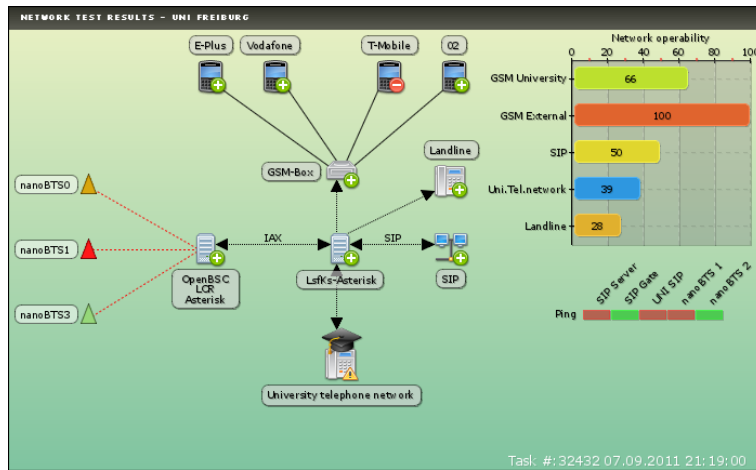 NETWORK TEST RESULTS - UNI FREIBURG
E-Plus
Vodafone
T-Mobile
O2
GSM-Box
Landline
nanoBTS0
nanoBTS1
nanoBTS3
IAX
SIP
OpenBSC
LCR
Asterisk
LsfKs-Asterisk
SIP
University telephone network
Network operability
0 20 40 60 80 100
GSM University 66
GSM External 100
SIP 50
Uni.Tel.network 39
Landline 28
SIP Server
SIP Gate
UNI SIP
nanoBTS 1
nanoBTS 2
Ping
Task #:32432 07.09.2011 21:19:00